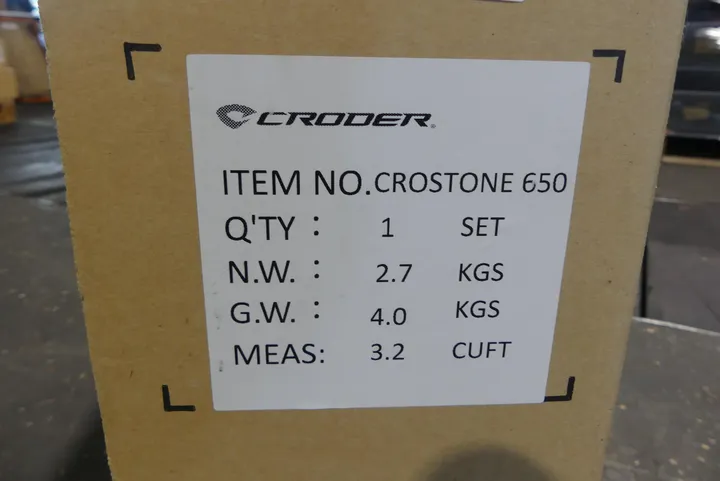 CRODER
ITEM NO.CROSTONE 650
Q'TY : 1 SET
N.W. : 2.7 KGS
G.W. : 4.0 KGS
MEAS: 3.2 CUFT